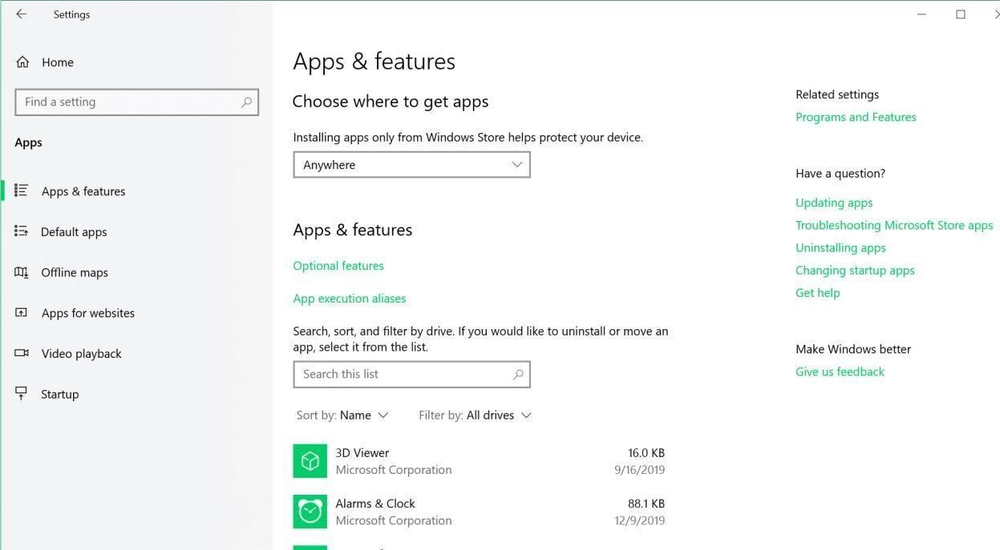 Settings
Home
Find a setting
Apps
Apps & features
Default apps
Offline maps
Apps for websites
Video playback
Startup
Apps & features
Choose where to get apps
Installing apps only from Windows Store helps protect your device.
Anywhere
Apps & features
Optional features
App execution aliases
Search, sort, and filter by drive. If you would like to uninstall or move an
app, select it from the list.
Search this list
Sort by: Name Filter by: All drives
3D Viewer 16.0 KB
Microsoft Corporation 9/16/2019
Alarms & Clock 88.1 KB
Microsoft Corporation 12/9/2019
Related settings
Programs and Features
Have a question?
Updating apps
Troubleshooting Microsoft Store apps
Uninstalling apps
Changing startup apps
Get help
Make Windows better
Give us feedback